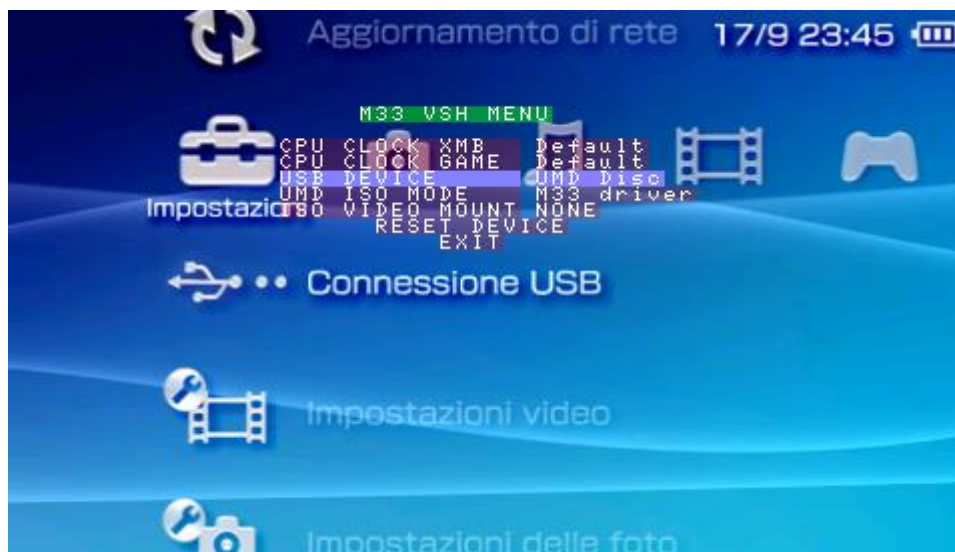 Aggiornamento di rete 17/9 23:45
M33 VSH MENU
CPU CLOCK XMB Default
CPU CLOCK GAME Default
USB DEVICE UMD Disc
UMD ISO MODE M33 driver
Impostazioni
ISO VIDEO MOUNT NONE
RESET DEVICE
EXIT
Connessione USB
Impostazioni video
Impostazioni delle foto